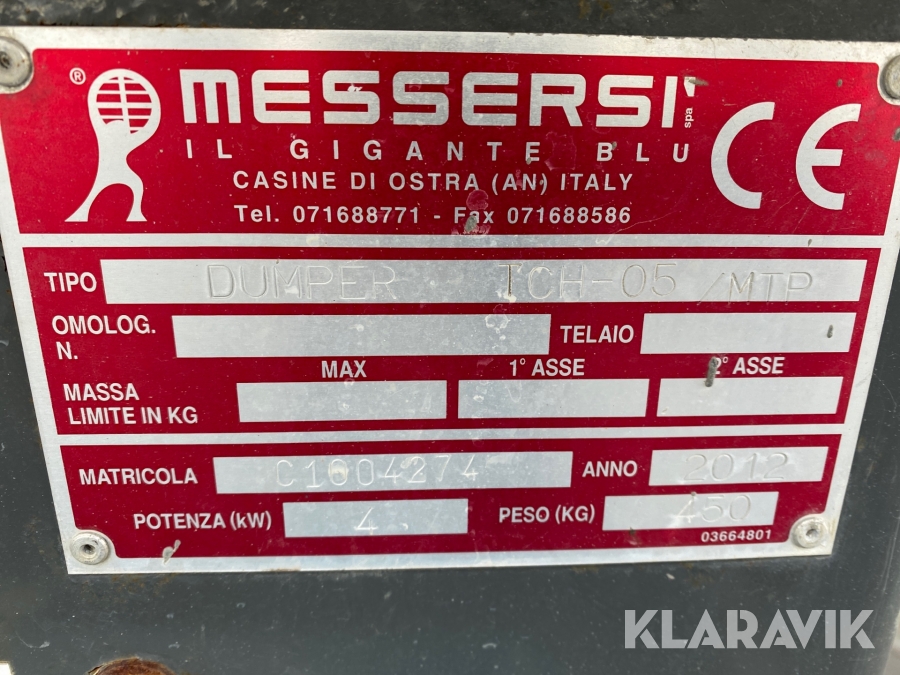 ® MESSERSI spa CE
IL GIGANTE BLU
CASINE DI OSTRA (AN) ITALY
Tel. 071688771 - Fax 071688586
TIPO DUMPER TCH-05 /MTP
OMOLOG. N. TELAIO
MAX 1° ASSE 2° ASSE
MASSA LIMITE IN KG
MATRICOLA C1004274 ANNO 2012
POTENZA (kW) 4 PESO (KG) 450
03664801
KLARAVIK